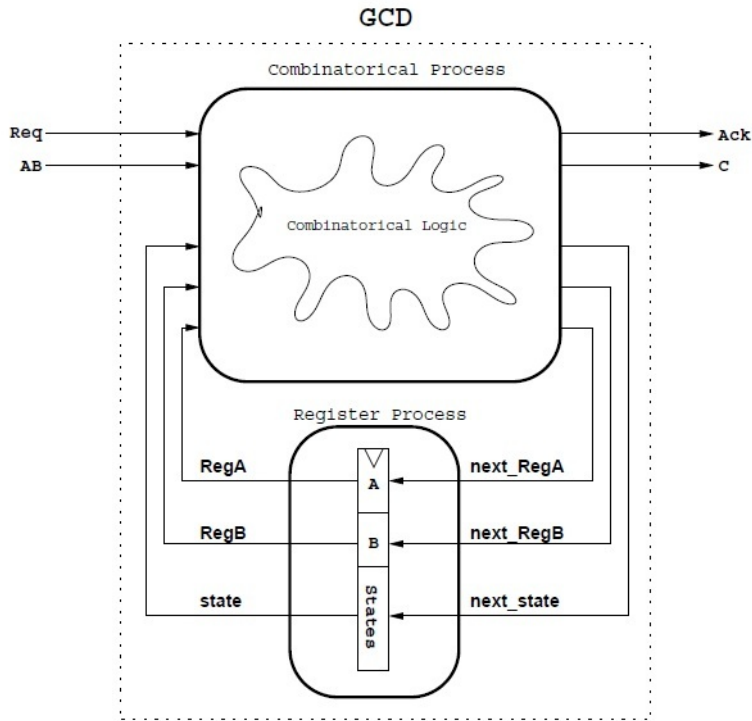 GCD
Combinatorical Process
Req
Ack
AB
C
Combinatorical Logic
Register Process
RegA
A
next_RegA
RegB
B
next_RegB
state
States
next_state